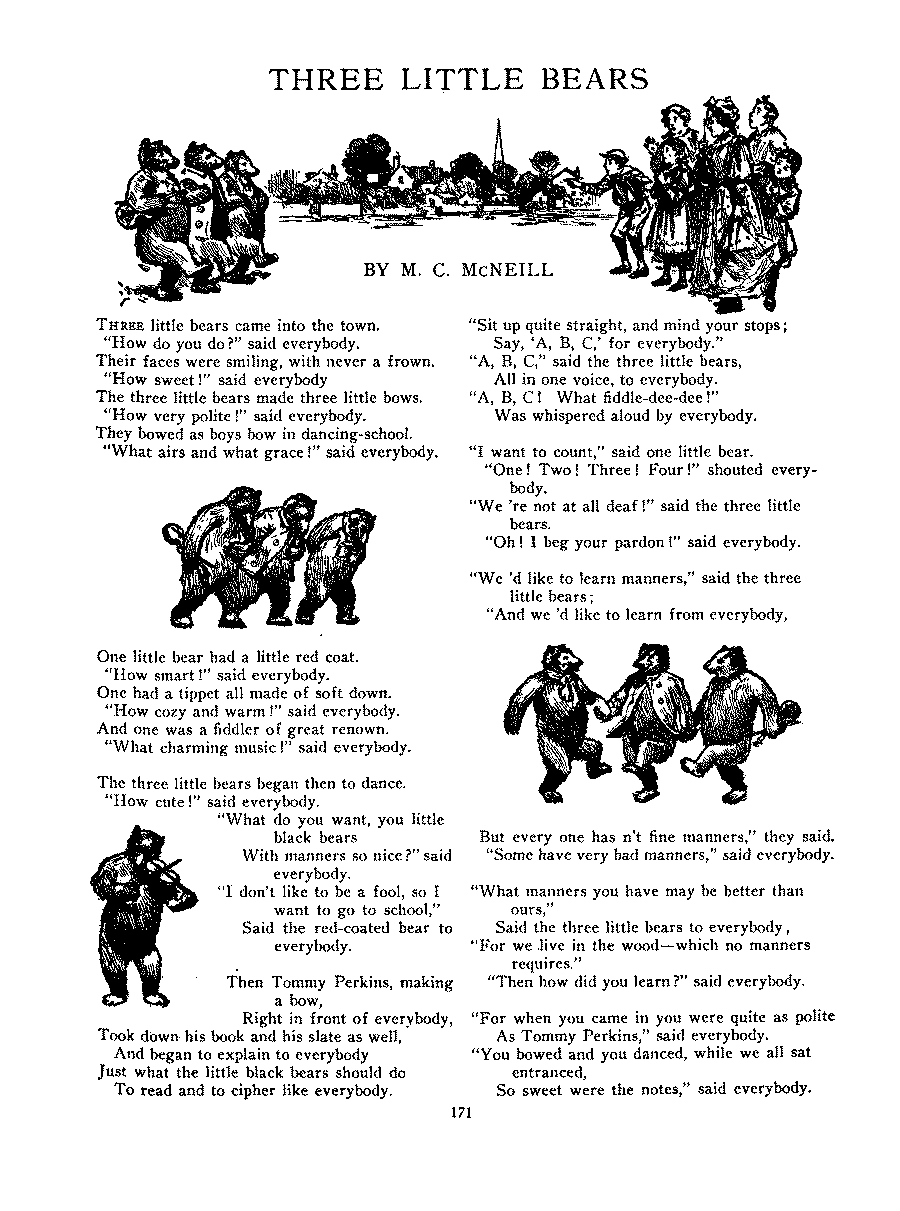 THREE LITTLE BEARS
BY M. C. McNEILL
THREE little bears came into the town.
"How do you do?" said everybody.
Their faces were smiling, with never a frown.
"How sweet!" said everybody
The three little bears made three little bows.
"How very polite!" said everybody.
They bowed as boys bow in dancing-school.
"What airs and what grace!" said everybody.
One little bear had a little red coat.
"How smart!" said everybody.
One had a tippet all made of soft down.
"How cozy and warm!" said everybody.
And one was a fiddler of great renown.
"What charming music!" said everybody.
The three little bears began then to dance.
"How cute!" said everybody.
"What do you want, you little
black bears
With manners so nice?" said
everybody.
"I don't like to be a fool, so I
want to go to school,"
Said the red-coated bear to
everybody.
Then Tommy Perkins, making
a bow,
Right in front of everybody,
Took down his book and his slate as well,
And began to explain to everybody
Just what the little black bears should do
To read and to cipher like everybody.
"Sit up quite straight, and mind your stops;
Say, 'A, B, C,' for everybody."
"A, B, C," said the three little bears,
All in one voice, to everybody.
"A, B, C! What fiddle-dee-dee!"
Was whispered aloud by everybody.
"I want to count," said one little bear.
"One! Two! Three! Four!" shouted every-
body.
"We 're not at all deaf!" said the three little
bears.
"Oh! I beg your pardon!" said everybody.
"We 'd like to learn manners," said the three
little bears;
"And we 'd like to learn from everybody,
But every one has n't fine manners," they said.
"Some have very bad manners," said everybody.
"What manners you have may be better than
ours,"
Said the three little bears to everybody,
"For we live in the wood—which no manners
requires."
"Then how did you learn?" said everybody.
"For when you came in you were quite as polite
As Tommy Perkins," said everybody.
"You bowed and you danced, while we all sat
entranced,
So sweet were the notes," said everybody.
171